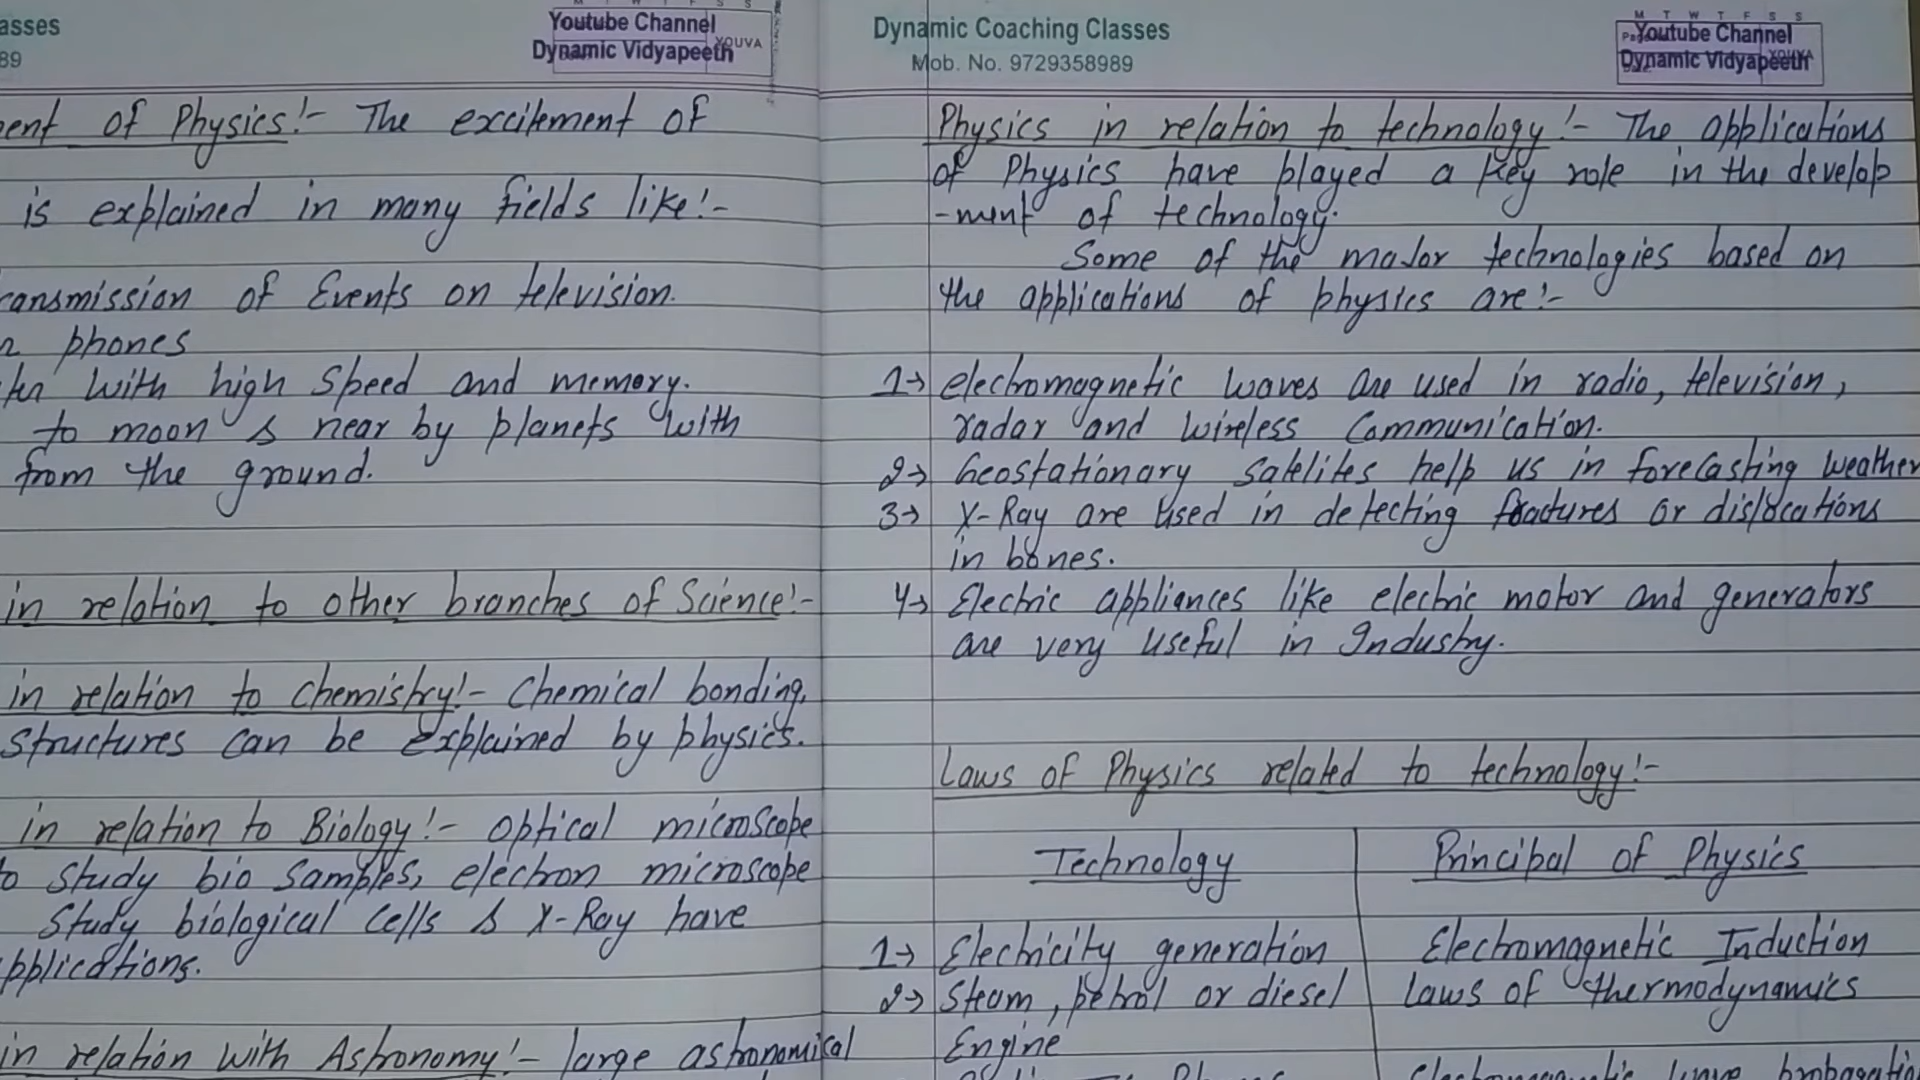 asses
89
Youtube Channel
Dynamic Vidyapeeth
YOUVA
ent of Physics:- The excitement of
is explained in many fields like:-
ransmission of Events on television.
phones
with high Speed and memory.
to moon & near by planets with
from the ground.
in relation to other branches of Science:-
in relation to chemistry:- Chemical bonding,
structures can be explained by physics.
in relation to Biology:- optical microscope
to study bio samples, electron microscope
Study biological cells & X-Ray have
pplications.
in relation with Astronomy:- large astronomical
Dynamic Coaching Classes
Mob. No. 9729358989
M T W T F S S
Youtube Channel
Dynamic Vidyapeeth
YOUVA
Physics in relation to technology:- The applications
of Physics have played a key role in the develop
-ment of technology.
Some of the major technologies based on
the applications of physics are:-
1→ electromagnetic waves are used in radio, television,
radar and wireless Communication.
2→ Geostationary satelites help us in forecasting weather
3→ X-Ray are used in detecting fractures or dislocations
in bones.
4→ Electric appliances like electric motor and generators
are very useful in Industry.
Laws of Physics related to technology:-
Technology Principal of Physics
1→ Electricity generation Electromagnetic Induction
2→ Steam, petrol or diesel Laws of thermodynamics
Engine